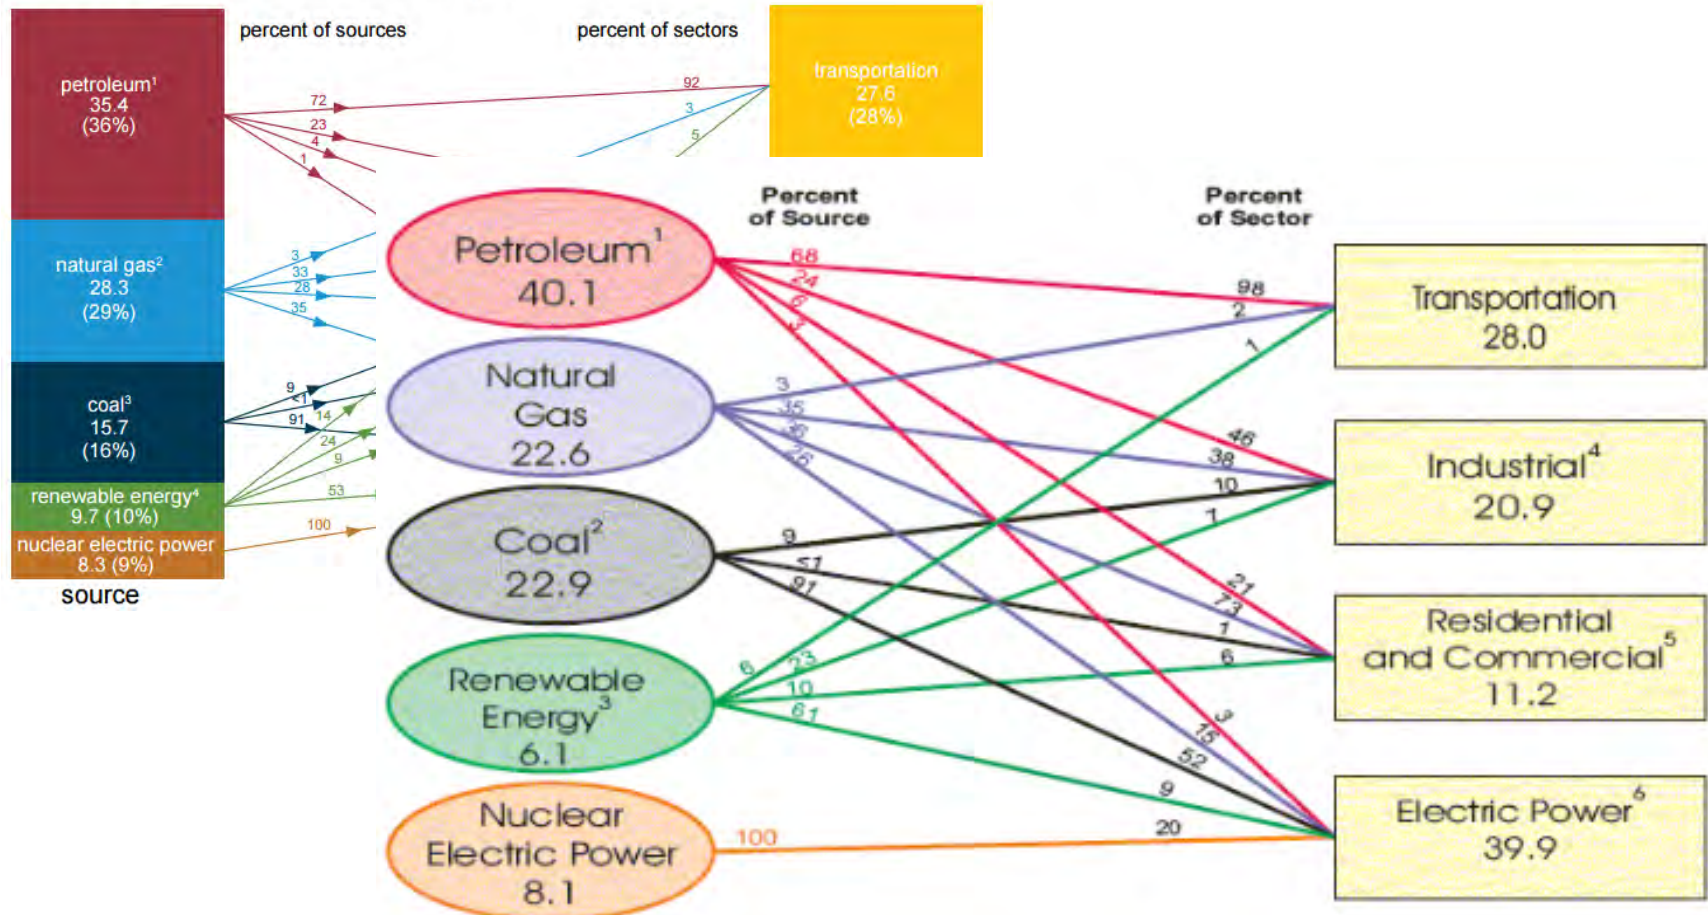 percent of sources
percent of sectors
petroleum¹
35.4
(36%)
72
23
4
1
92
3
5
transportation
27.6
(28%)
natural gas²
28.3
(29%)
3
33
28
35
coal³
15.7
(16%)
9
<1
91
renewable energy⁴
9.7 (10%)
14
24
9
53
nuclear electric power
8.3 (9%)
100
source
Percent
of Source
Percent
of Sector
Petroleum¹
40.1
68
24
6
3
Natural
Gas
22.6
3
35
36
26
Coal²
22.9
9
<1
91
Renewable
Energy³
6.1
6
23
10
61
Nuclear
Electric Power
8.1
100
98
2
1
Transportation
28.0
46
38
10
7
Industrial⁴
20.9
21
73
1
6
Residential
and Commercial⁵
11.2
3
15
52
9
20
Electric Power⁶
39.9